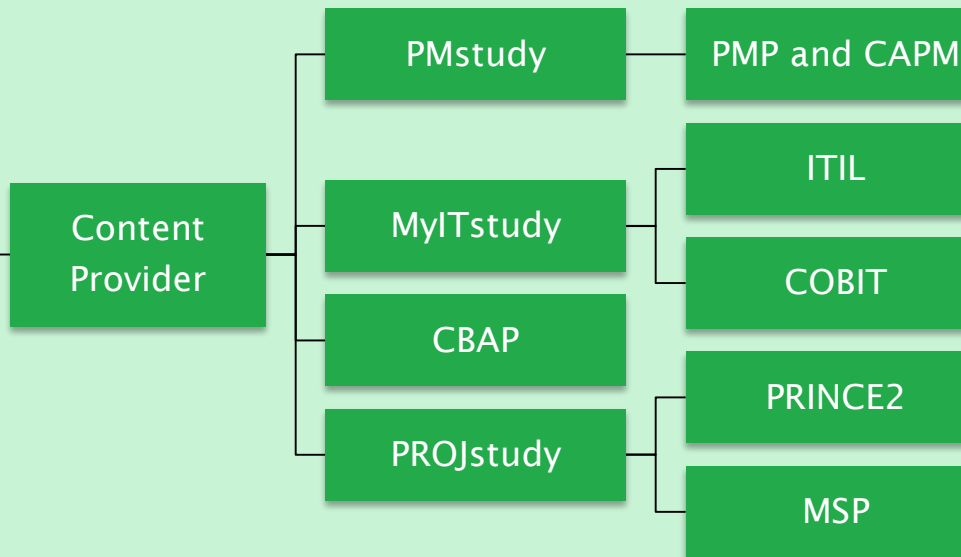 PMstudy
PMP and CAPM
ITIL
Content
Provider
MyITstudy
COBIT
CBAP
PRINCE2
PROJstudy
MSP